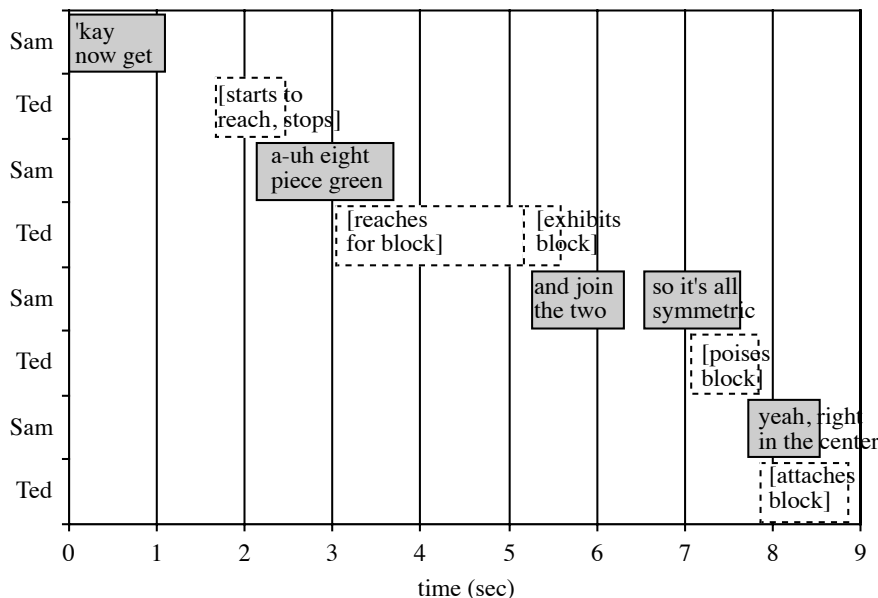 Sam
'kay
now get
Ted
[starts to
reach, stops]
Sam
a-uh eight
piece green
Ted
[reaches
for block]
[exhibits
block]
Sam
and join
the two
so it's all
symmetric
Ted
[poises
block]
Sam
yeah, right
in the center
Ted
[attaches
block]
0 1 2 3 4 5 6 7 8 9
time (sec)